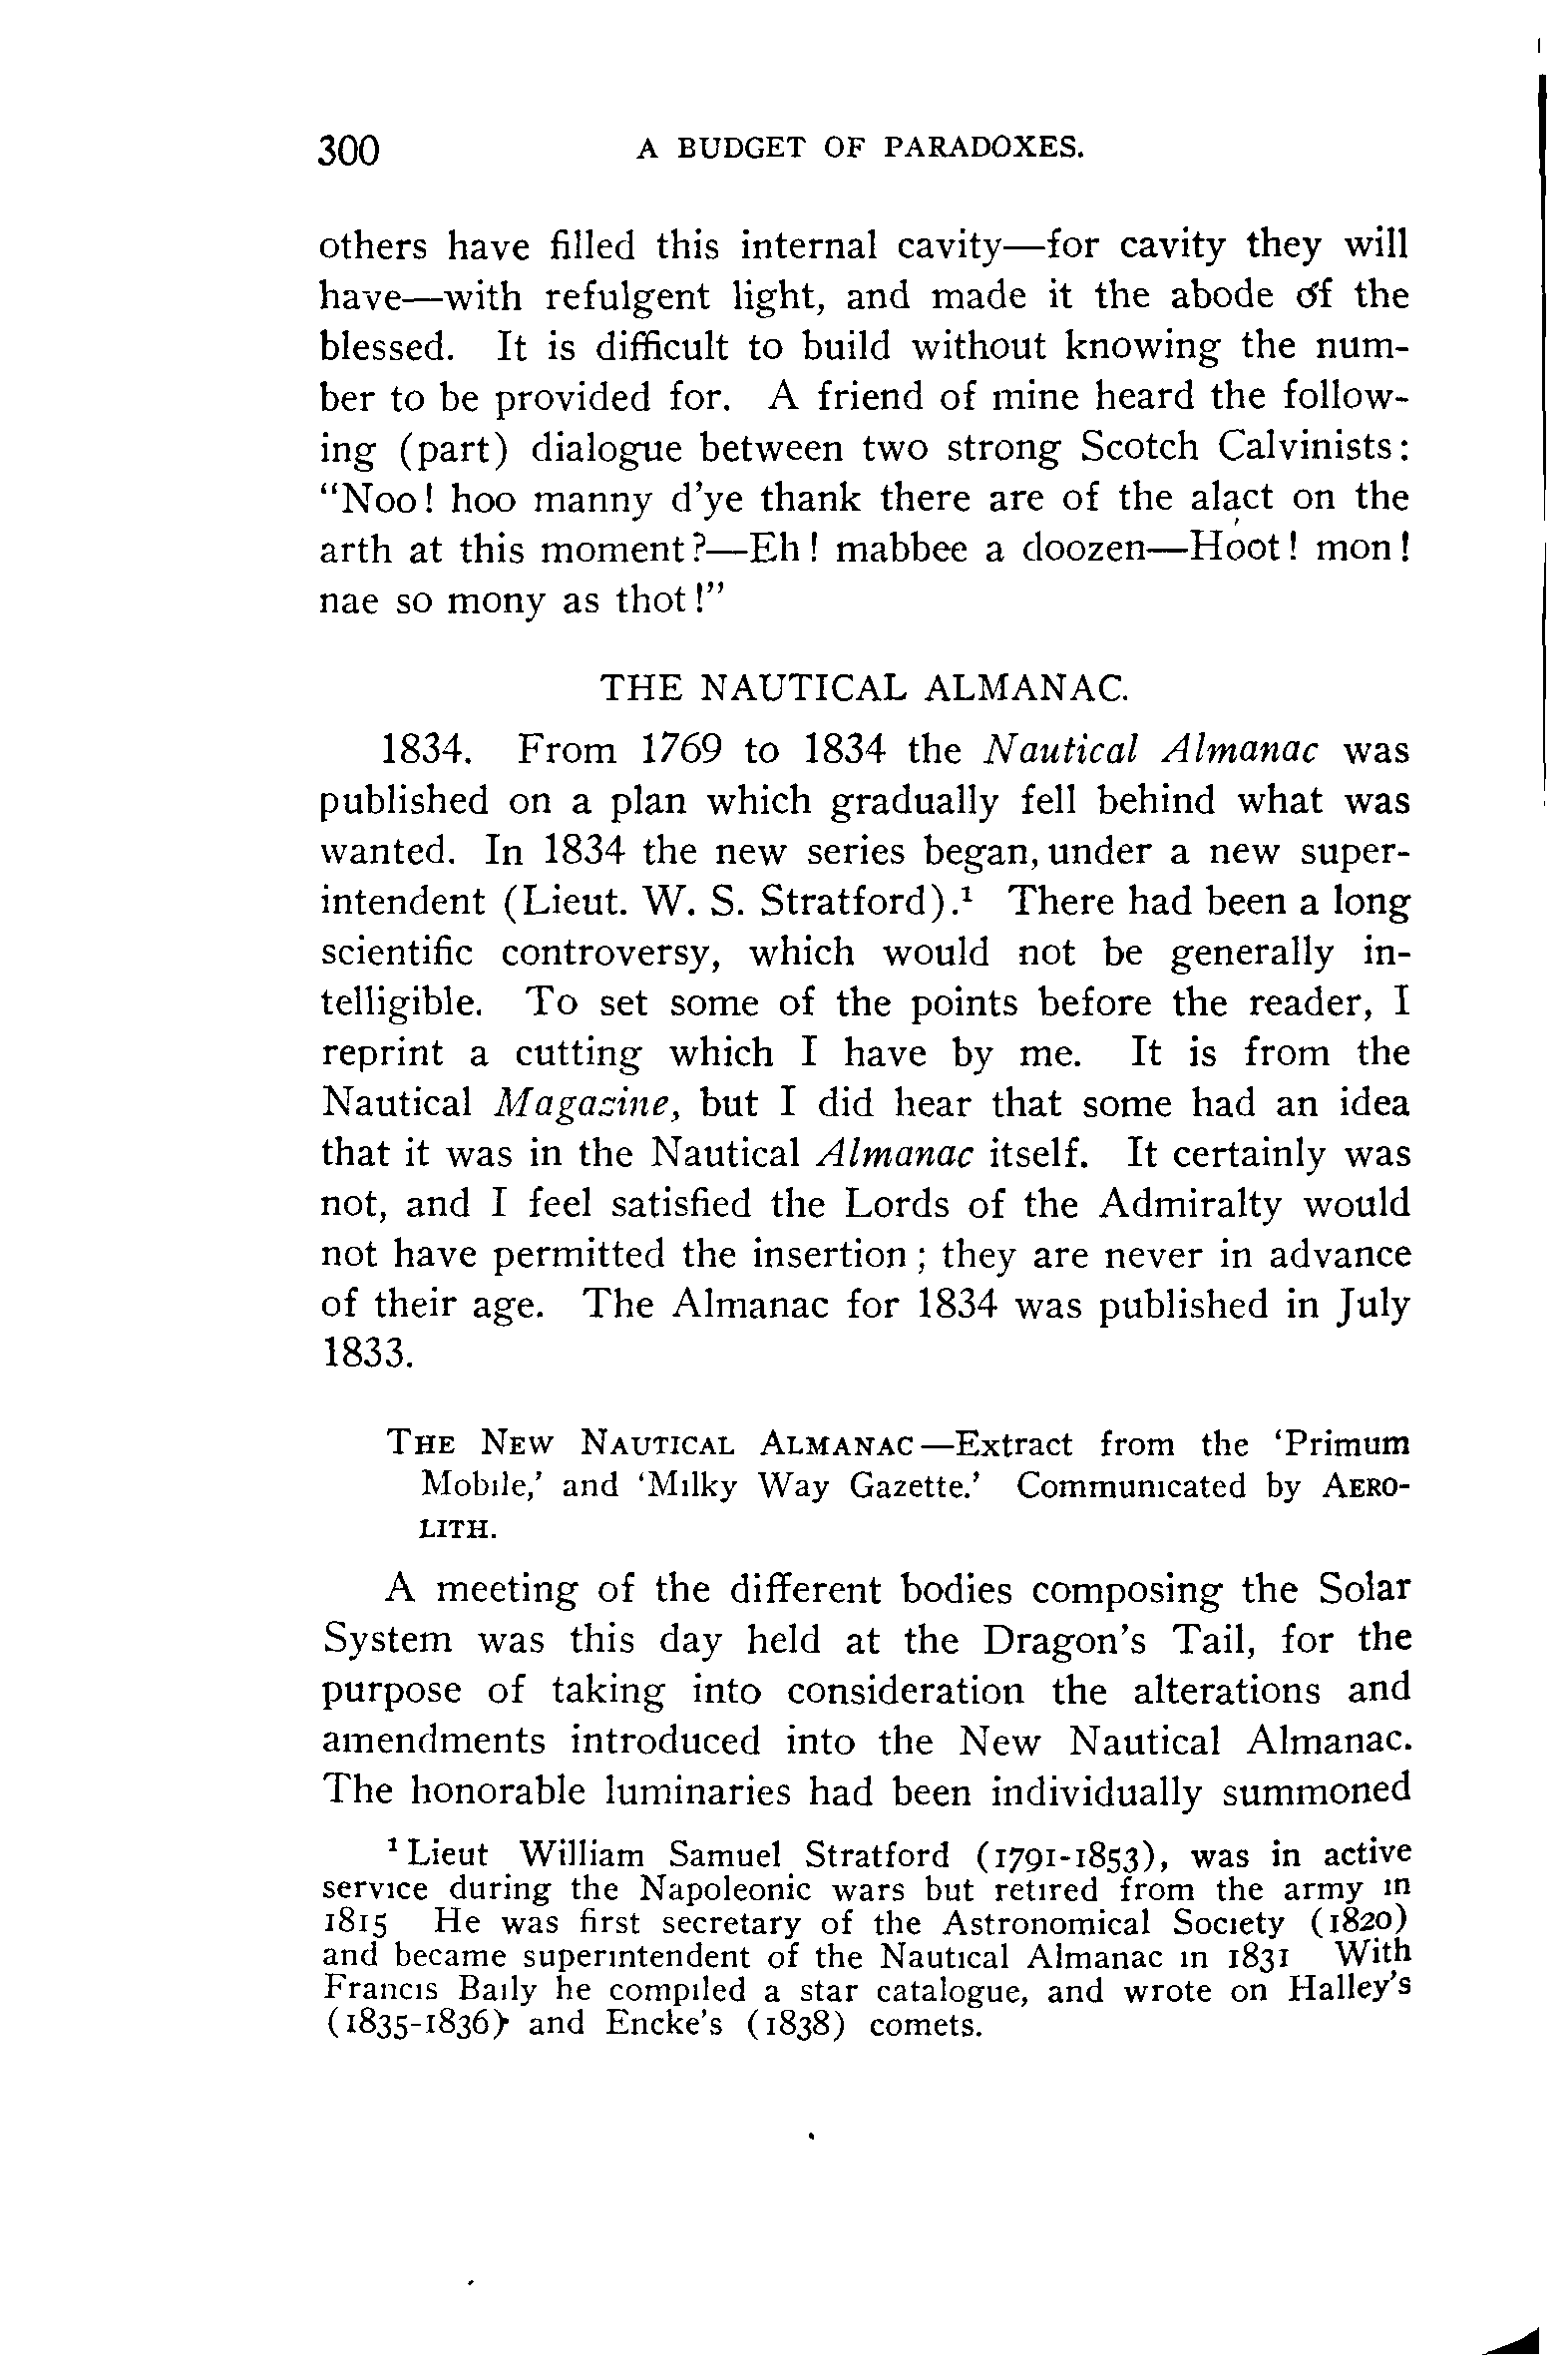 300 A BUDGET OF PARADOXES.
others have filled this internal cavity—for cavity they will
have—with refulgent light, and made it the abode of the
blessed. It is difficult to build without knowing the num-
ber to be provided for. A friend of mine heard the follow-
ing (part) dialogue between two strong Scotch Calvinists:
“Noo! hoo manny d’ye thank there are of the alact on the
arth at this moment?—Eh! mabbee a doozen—Hoot! mon!
nae so mony as thot!”
THE NAUTICAL ALMANAC.
1834. From 1769 to 1834 the Nautical Almanac was
published on a plan which gradually fell behind what was
wanted. In 1834 the new series began, under a new super-
intendent (Lieut. W. S. Stratford).¹ There had been a long
scientific controversy, which would not be generally in-
telligible. To set some of the points before the reader, I
reprint a cutting which I have by me. It is from the
Nautical Magazine, but I did hear that some had an idea
that it was in the Nautical Almanac itself. It certainly was
not, and I feel satisfied the Lords of the Admiralty would
not have permitted the insertion; they are never in advance
of their age. The Almanac for 1834 was published in July
1833.
THE NEW NAUTICAL ALMANAC—Extract from the ‘Primum
Mobile,’ and ‘Milky Way Gazette.’ Communicated by AERO-
LITH.
A meeting of the different bodies composing the Solar
System was this day held at the Dragon’s Tail, for the
purpose of taking into consideration the alterations and
amendments introduced into the New Nautical Almanac.
The honorable luminaries had been individually summoned
¹ Lieut William Samuel Stratford (1791-1853), was in active
service during the Napoleonic wars but retired from the army in
1815 He was first secretary of the Astronomical Society (1820)
and became superintendent of the Nautical Almanac in 1831 With
Francis Baily he compiled a star catalogue, and wrote on Halley’s
(1835-1836) and Encke’s (1838) comets.